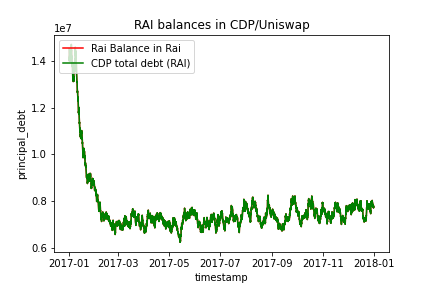 RAI balances in CDP/Uniswap
1e7
Rai Balance in Rai
CDP total debt (RAI)
principal_debt
1.4
1.2
1.0
0.8
0.6
2017-01 2017-03 2017-05 2017-07 2017-09 2017-11 2018-01
timestamp